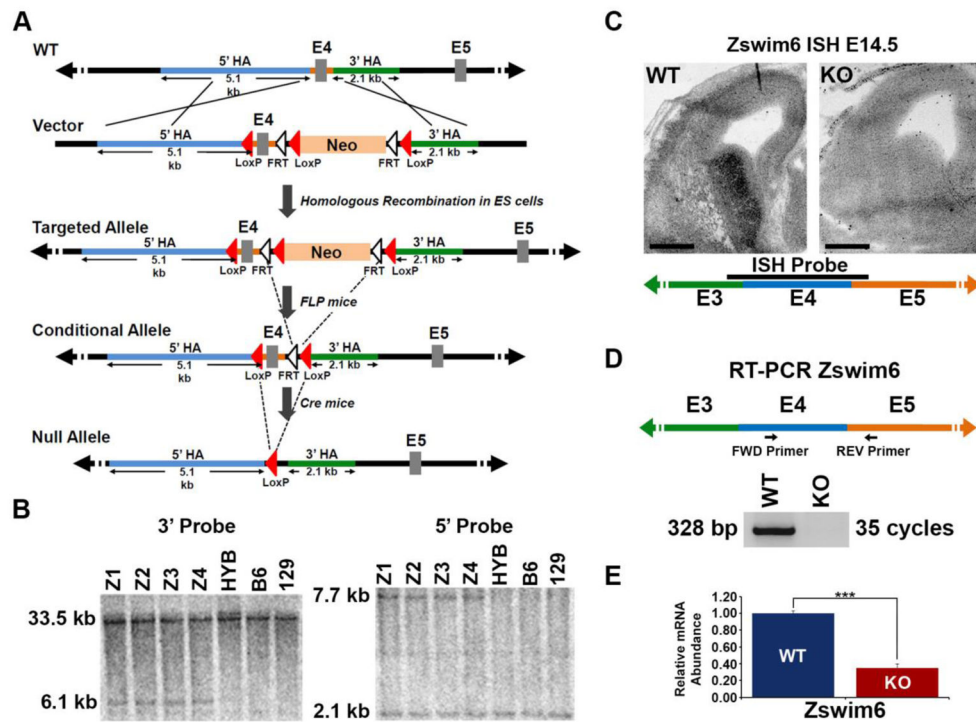 A
WT
5' HA
5.1
kb
E4
3' HA
2.1 kb
E5
Vector
5' HA
5.1
kb
E4
LoxP
FRT
LoxP
Neo
FRT
LoxP
3' HA
2.1 kb
Homologous Recombination in ES cells
Targeted Allele
5' HA
5.1
kb
E4
LoxP
FRT
LoxP
Neo
FRT
LoxP
3' HA
2.1 kb
E5
FLP mice
Conditional Allele
5' HA
5.1
kb
E4
LoxP
FRT
LoxP
3' HA
2.1 kb
E5
Cre mice
Null Allele
5' HA
5.1 kb
LoxP
3' HA
2.1 kb
E5
B
3' Probe
Z1 Z2 Z3 Z4 HYB B6 129
33.5 kb
6.1 kb
5' Probe
Z1 Z2 Z3 Z4 HYB B6 129
7.7 kb
2.1 kb
C
Zswim6 ISH E14.5
WT
KO
ISH Probe
E3 E4 E5
D
RT-PCR Zswim6
E3 E4 E5
FWD Primer REV Primer
WT KO
328 bp
35 cycles
E
Relative mRNA
Abundance
1.20
1.00
0.80
0.60
0.40
0.20
0.00
***
WT
KO
Zswim6